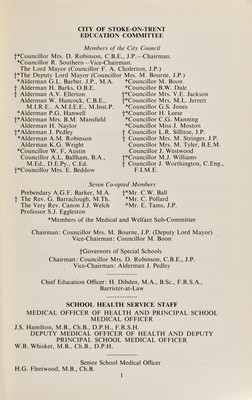 CITY OF STOKE-ON-TRENT
EDUCATION COMMITTEE
Members of the City Council
†*Councillor Mrs. D. Robinson, C.B.E., J.P.—Chairman.
*Councillor R. Southern—Vice-Chairman.
The Lord Mayor (Councillor F. A. Cholerton, J.P.)
†*The Deputy Lord Mayor (Councillor Mrs. M. Bourne, J.P.)
*Alderman G.L. Barber, J.P., M.A.
† Alderman H. Barks, O.B.E.
† Alderman A.V. Ellerton
Alderman W. Hancock, C.B.E.,
M.I.R.E., A.M.I.E.E., M.Inst.P.
*Alderman P.G. Hanwell
†*Alderman Mrs. B.M. Mansfield
Alderman H. Naylor
†*Alderman J. Pedley
Alderman A.M. Robinson
Alderman K.G. Wright
*Councillor W. F. Austin
Councillor A.L. Ballham, B.A.,
M.Ed., D.E.Py., C.Ed.
†*Councillor Mrs. E. Beddow
*Councillor M. Boon
Councillor B.W. Dale
†*Councillor Mrs. V.E. Jackson
*Councillor Mrs. M.L. Jerreit
Councillor G.S. Jones
*Councillor H. Leese
Councillor C.G. Manning
*Councillor Miss J. Moston
† Councillor L.R. Sillitoe, J.P.
Councillor Mrs. M. Stringer, J.P.
Councillor Mrs. M. Tyler, B.E.M.
Councillor J. Westwood
†*Councillor M.J. Williams
† Councillor J. Worthington, C.Eng.,
F.I.M.E.
Seven Co-opted Members
Prebendary A.G.F. Barker, M.A.
† The Rev. G. Barraclough, M.Th.
The Very Rev. Canon J.J. Welch
Professor S.J. Eggleston
†*Mr. C.W. Ball
*Mr. C. Pollard
*Mr. E. Tams, J.P.
*Members of the Medical and Welfare Sub-Committee
Chairman: Councillor Mrs. M. Bourne, J.P. (Deputy Lord Mayor)
Vice-Chairman: Councillor M. Boon
†Governors of Special Schools
Chairman: Councillor Mrs. D. Robinson, C.B.E., J.P.
Vice-Chairman: Alderman J. Pedley
Chief Education Officer: H. Dibden, M.A., B.Sc., F.R.S.A.,
Barrister-at-Law
SCHOOL HEALTH SERVICE STAFF
MEDICAL OFFICER OF HEALTH AND PRINCIPAL SCHOOL
MEDICAL OFFICER
J.S. Hamilton, M.B., Ch.B., D.P.H., F.R.S.H.
DEPUTY MEDICAL OFFICER OF HEALTH AND DEPUTY
PRINCIPAL SCHOOL MEDICAL OFFICER
W.B. Whisker, M.B., Ch.B., D.P.H.
Senior School Medical Officer
H.G. Fleetwood, M.B., Ch.B.
1